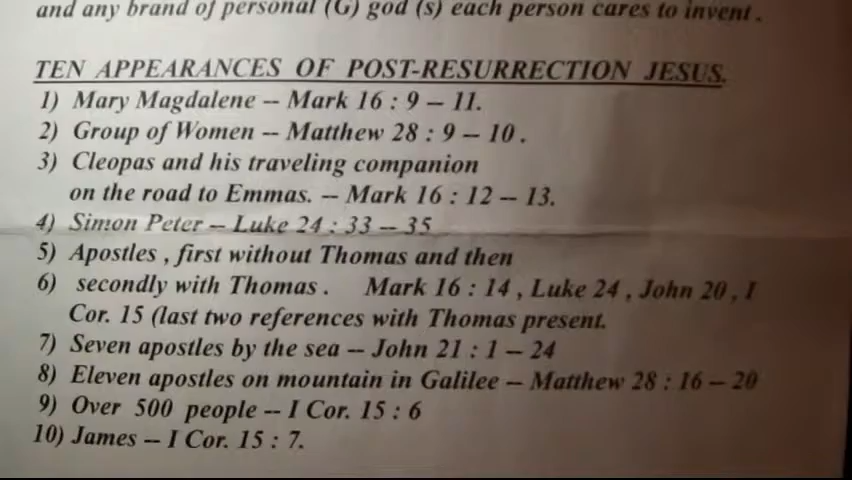 and any brand of personal (G) god (s) each person cares to invent .
TEN APPEARANCES OF POST-RESURRECTION JESUS.
1) Mary Magdalene -- Mark 16 : 9 -- 11.
2) Group of Women -- Matthew 28 : 9 -- 10 .
3) Cleopas and his traveling companion
on the road to Emmas. -- Mark 16 : 12 -- 13.
4) Simon Peter -- Luke 24 : 33 -- 35
5) Apostles , first without Thomas and then
6) secondly with Thomas . Mark 16 : 14 , Luke 24 , John 20 , I
Cor. 15 (last two references with Thomas present.
7) Seven apostles by the sea -- John 21 : 1 -- 24
8) Eleven apostles on mountain in Galilee -- Matthew 28 : 16 -- 20
9) Over 500 people -- I Cor. 15 : 6
10) James -- I Cor. 15 : 7.